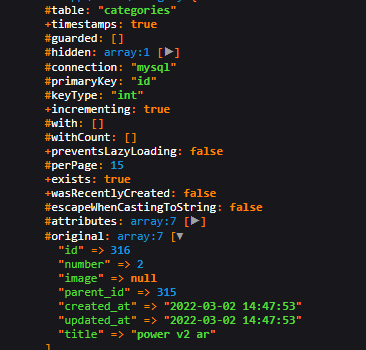 #table: "categories"
+timestamps: true
#guarded: []
#hidden: array:1 [▶]
#connection: "mysql"
#primaryKey: "id"
#keyType: "int"
+incrementing: true
#with: []
#withCount: []
+preventsLazyLoading: false
#perPage: 15
+exists: true
+wasRecentlyCreated: false
#escapeWhenCastingToString: false
#attributes: array:7 [▶]
#original: array:7 [▼
"id" => 316
"number" => 2
"image" => null
"parent_id" => 315
"created_at" => "2022-03-02 14:47:53"
"updated_at" => "2022-03-02 14:47:53"
"title" => "power v2 ar"
]